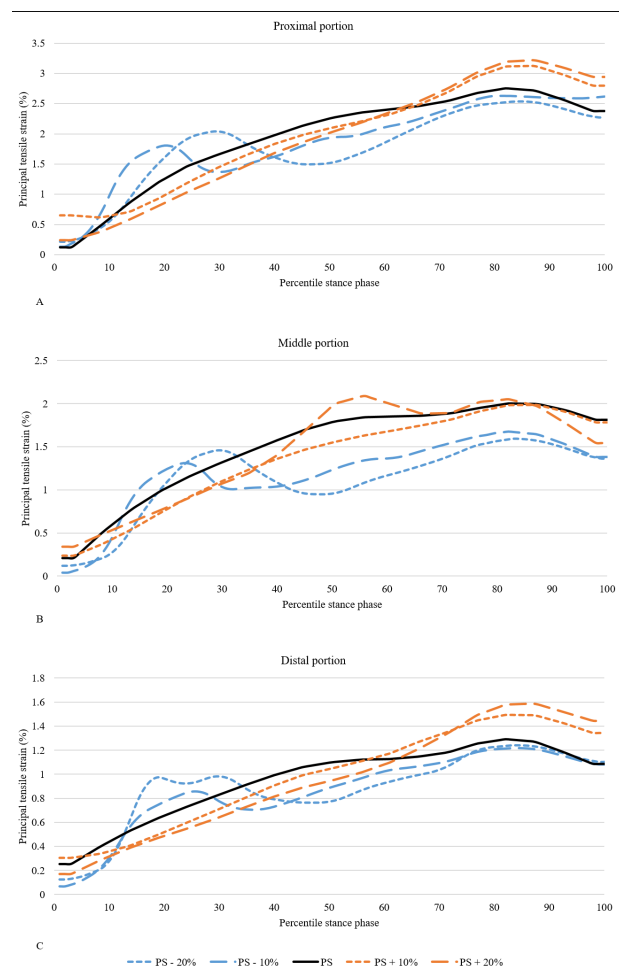 Proximal portion
Principal tensile strain (%)
3.5
3
2.5
2
1.5
1
0.5
0
0 10 20 30 40 50 60 70 80 90 100
Percentile stance phase
A
Middle portion
Principal tensile strain (%)
2.5
2
1.5
1
0.5
0
0 10 20 30 40 50 60 70 80 90 100
Percentile stance phase
B
Distal portion
Principal tensile strain (%)
1.8
1.6
1.4
1.2
1
0.8
0.6
0.4
0.2
0
0 10 20 30 40 50 60 70 80 90 100
Percentile stance phase
C
PS - 20% PS - 10% PS PS + 10% PS + 20%